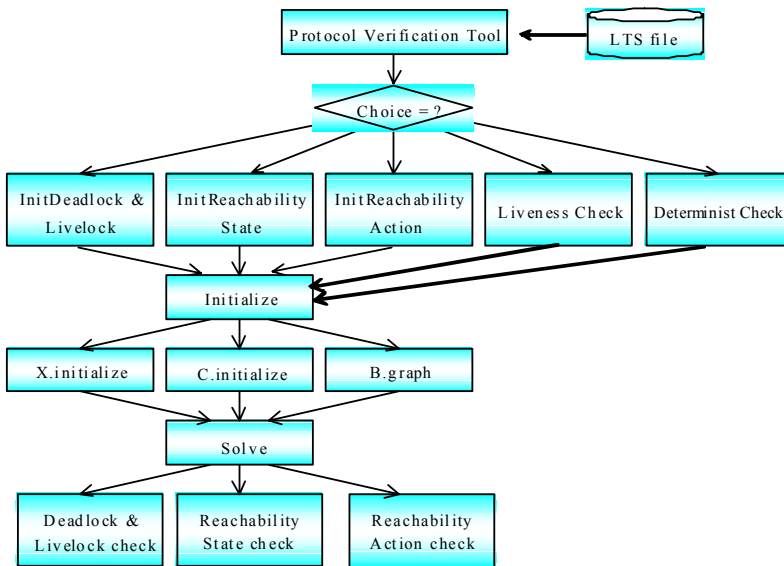 Protocol Verification Tool
LTS file
Choice = ?
InitDeadlock &
Livelock
InitReachability
State
InitReachability
Action
Liveness Check
Determinist Check
Initialize
X.initialize
C.initialize
B.graph
Solve
Deadlock &
Livelock check
Reachability
State check
Reachability
Action check